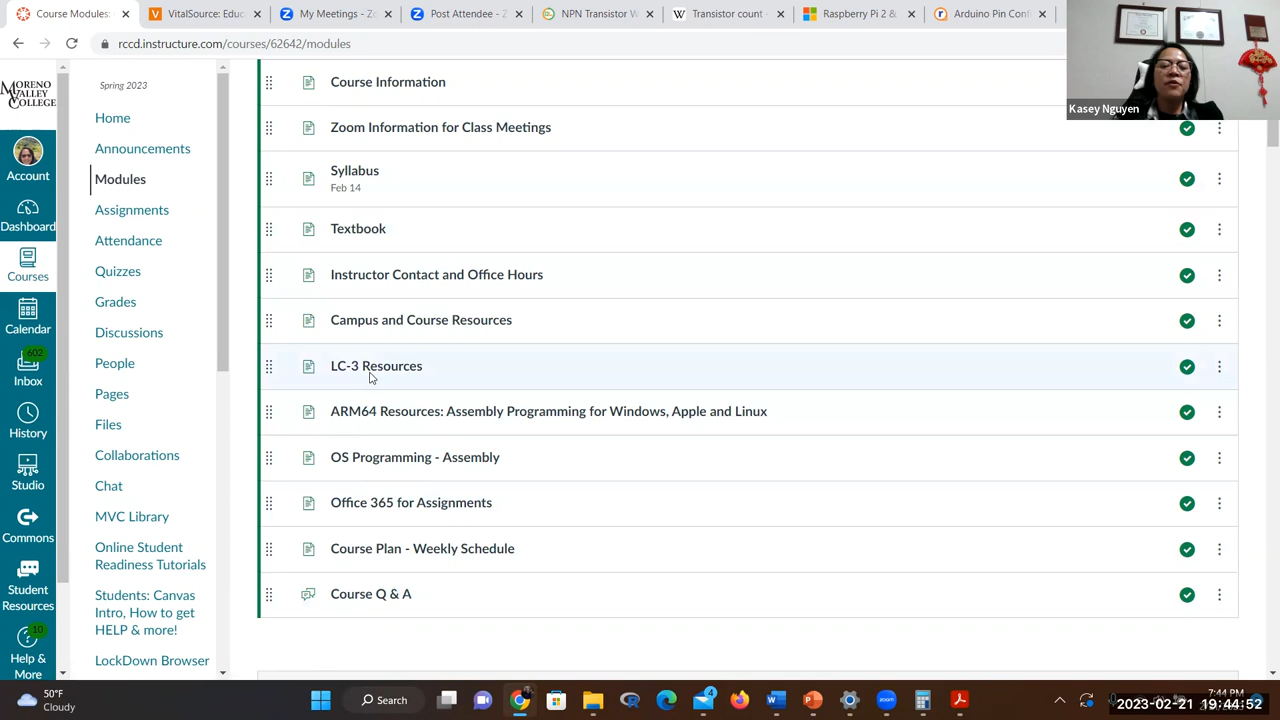 Course Modules:
VitalSource: Educ
My Meetings - Zo
Post Attendee - Z
NPN Transistor W
Transistor count
Raspberry Pi 2 &
Arduino Pin Conf
rccd.instructure.com/courses/62642/modules
Kasey Nguyen
MORENO
VALLEY
COLLEGE
Account
Dashboard
Courses
Calendar
602
Inbox
History
Studio
Commons
Student
Resources
10
Help &
More
Spring 2023
Home
Announcements
Modules
Assignments
Attendance
Quizzes
Grades
Discussions
People
Pages
Files
Collaborations
Chat
MVC Library
Online Student
Readiness Tutorials
Students: Canvas
Intro, How to get
HELP & more!
LockDown Browser
Course Information
Zoom Information for Class Meetings
Syllabus
Feb 14
Textbook
Instructor Contact and Office Hours
Campus and Course Resources
LC-3 Resources
ARM64 Resources: Assembly Programming for Windows, Apple and Linux
OS Programming - Assembly
Office 365 for Assignments
Course Plan - Weekly Schedule
Course Q & A
50°F
Cloudy
Search
4
7:44 PM
2023-02-21 19:44:52